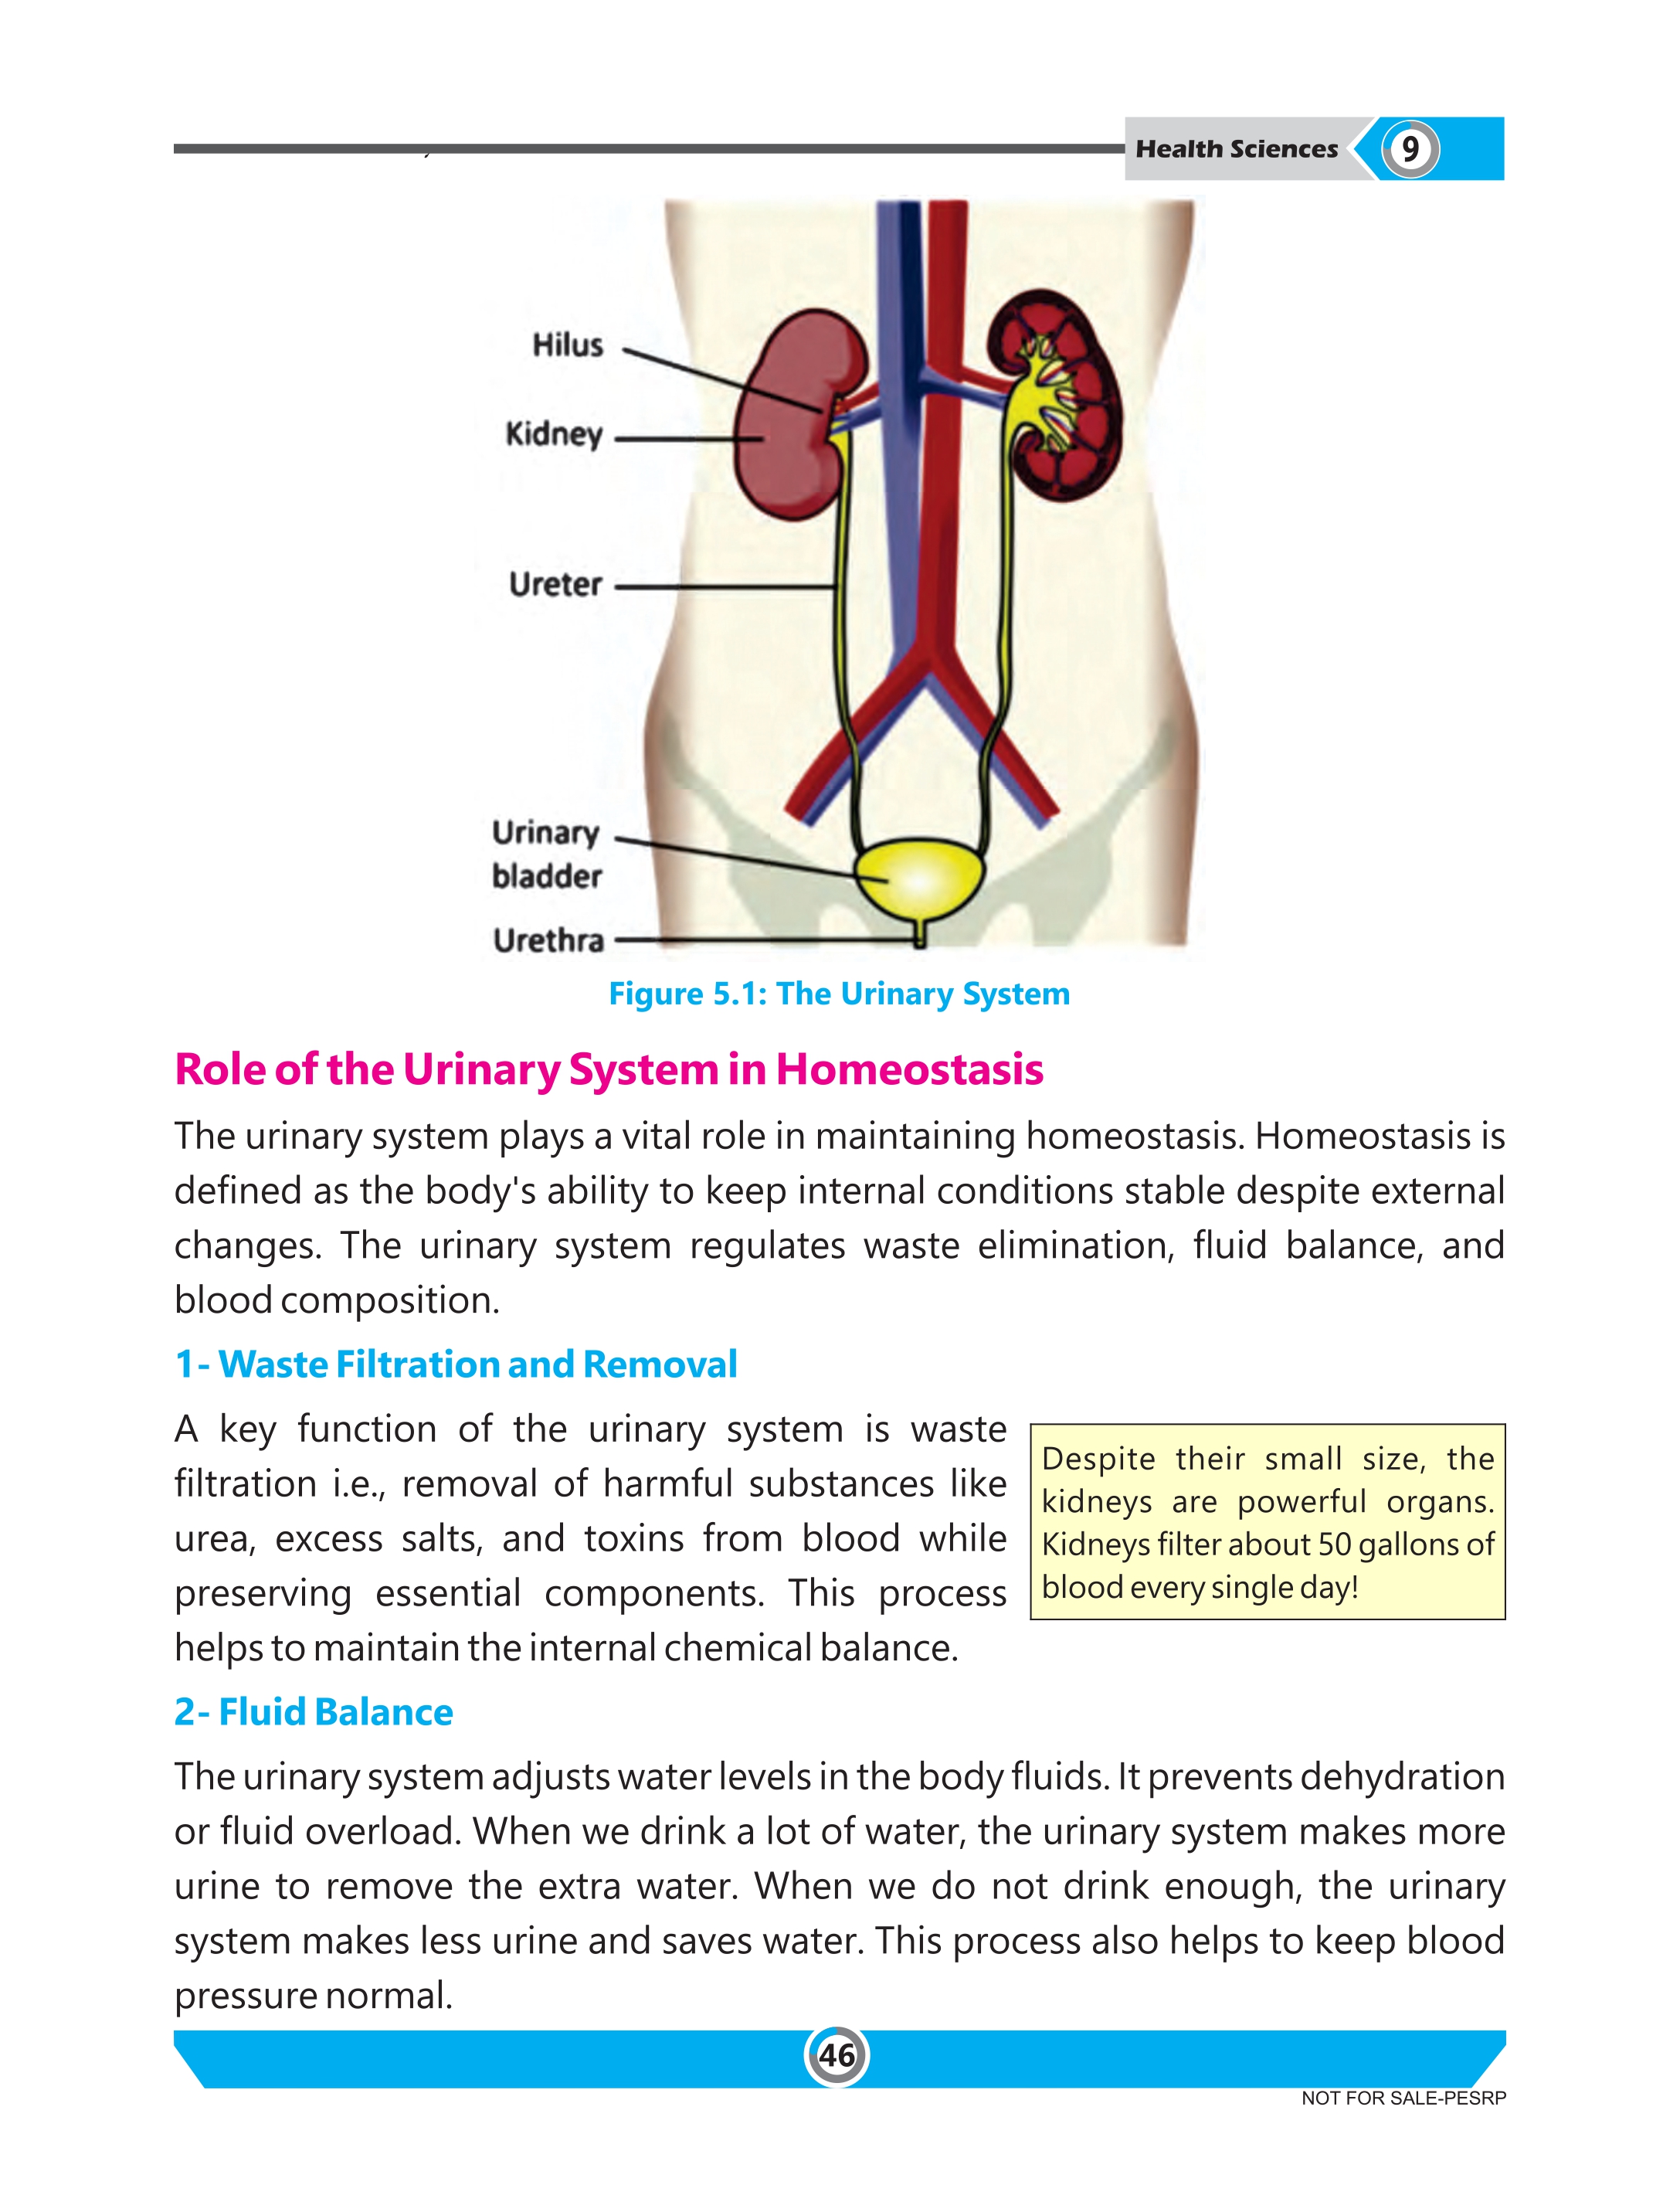 Health Sciences 9
Hilus
Kidney
Ureter
Urinary
bladder
Urethra
Figure 5.1: The Urinary System
Role of the Urinary System in Homeostasis
The urinary system plays a vital role in maintaining homeostasis. Homeostasis is
defined as the body's ability to keep internal conditions stable despite external
changes. The urinary system regulates waste elimination, fluid balance, and
blood composition.
1- Waste Filtration and Removal
A key function of the urinary system is waste
filtration i.e., removal of harmful substances like
urea, excess salts, and toxins from blood while
preserving essential components. This process
helps to maintain the internal chemical balance.
Despite their small size, the
kidneys are powerful organs.
Kidneys filter about 50 gallons of
blood every single day!
2- Fluid Balance
The urinary system adjusts water levels in the body fluids. It prevents dehydration
or fluid overload. When we drink a lot of water, the urinary system makes more
urine to remove the extra water. When we do not drink enough, the urinary
system makes less urine and saves water. This process also helps to keep blood
pressure normal.
46
NOT FOR SALE-PESRP